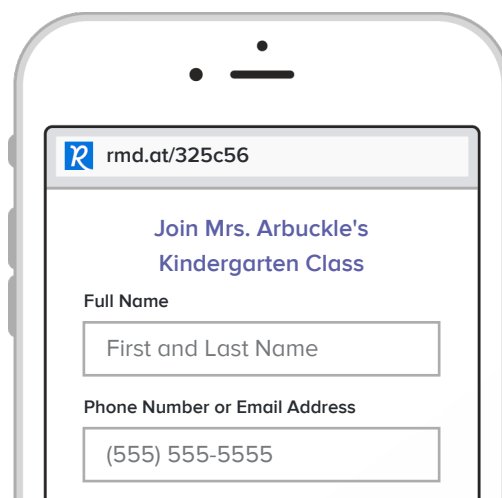 rmd.at/325c56
Join Mrs. Arbuckle's
Kindergarten Class
Full Name
First and Last Name
Phone Number or Email Address
(555) 555-5555